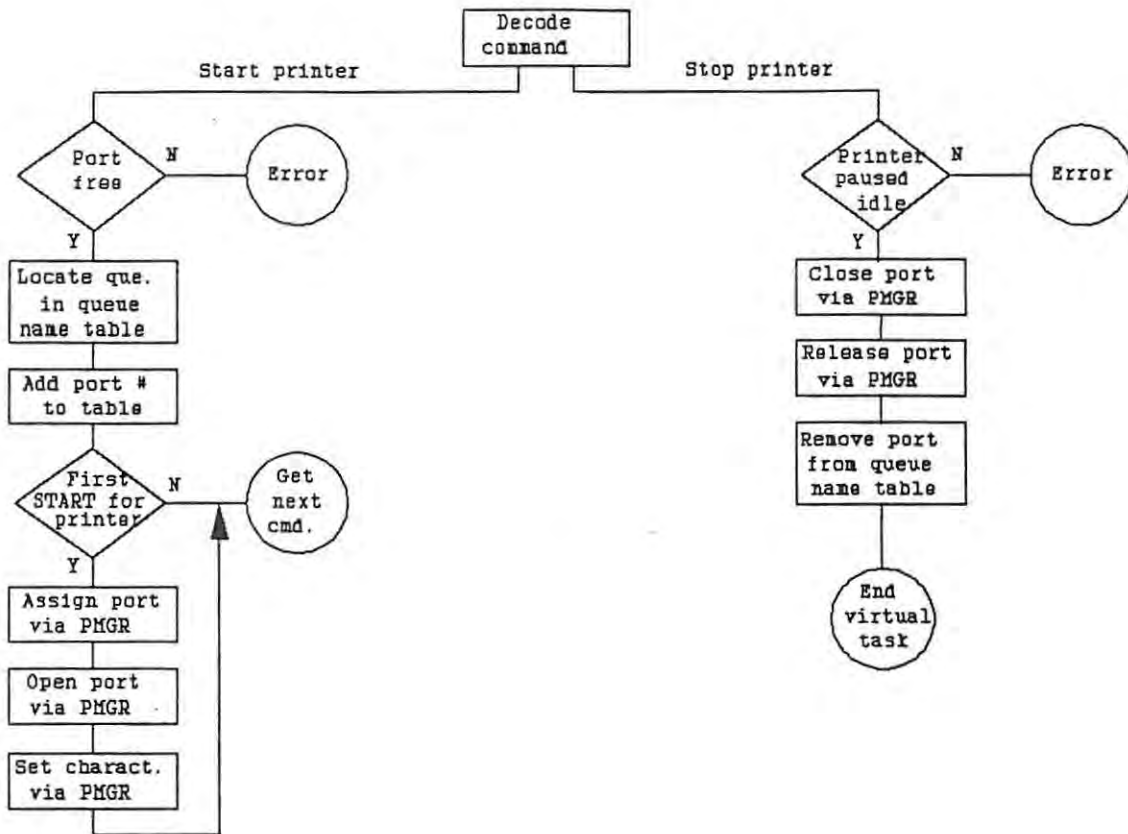 Decode
command
Start printer
Stop printer
Port
free
N
Error
Y
Locate que.
in queue
name table
Add port #
to table
First
START for
printer
N
Get
next
cmd.
Y
Assign port
via PMGR
Open port
via PMGR
Set charact.
via PMGR
Printer
paused
idle
N
Error
Y
Close port
via PMGR
Release port
via PMGR
Remove port
from queue
name table
End
virtual
task